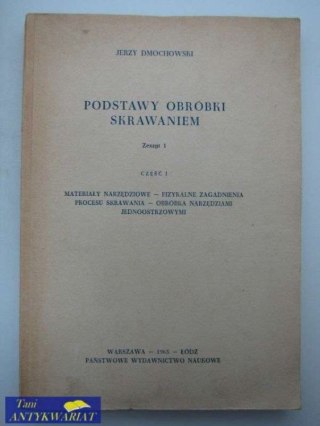 JERZY DMOCHOWSKI
PODSTAWY OBRÓBKI
SKRAWANIEM
Zeszyt 1
CZĘŚĆ I
MATERIAŁY NARZĘDZIOWE — FIZYKALNE ZAGADNIENIA
PROCESU SKRAWANIA — OBRÓBKA NARZĘDZIAMI
JEDNOOSTRZOWYMI
WARSZAWA — 1963 — ŁÓDŹ
PAŃSTWOWE WYDAWNICTWO NAUKOWE
Tani
ANTYKWARIAT